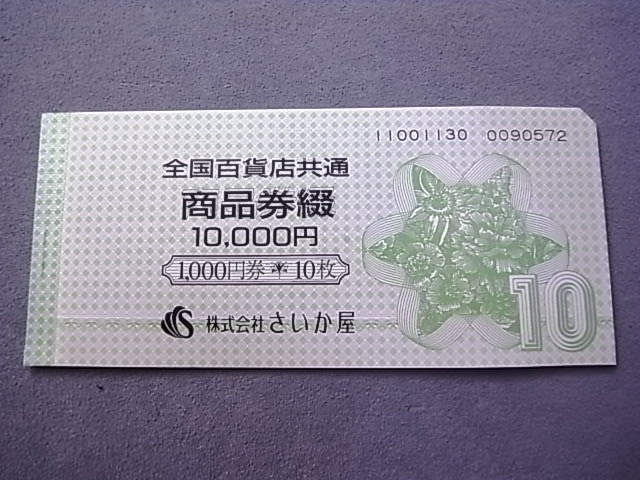 11001130 0090572
全国百貨店共通
商品券綴
10,000円
1,000円券＊10枚
株式会社さいか屋
10